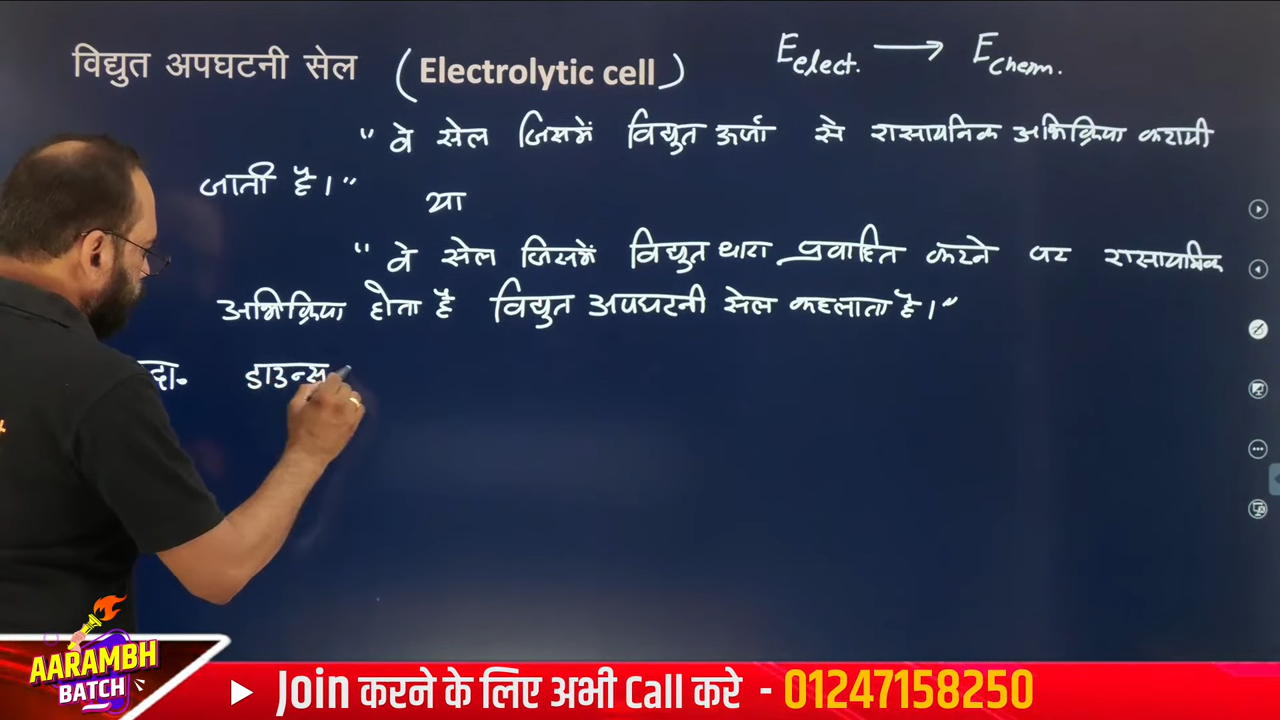 विद्युत अपघटनी सेल (Electrolytic cell) Eelect. → Echem.
" वे सेल जिसमें विद्युत ऊर्जा से रासायनिक अभिक्रिया करायी
जाती है।"
या
" वे सेल जिसमें विद्युत धारा प्रवाहित करने पर रासायनिक
अभिक्रिया होता है विद्युत अपघटनी सेल कहलाता है।"
दा. डाउन्स
AARAMBH
BATCH
Join करने के लिए अभी Call करे - 01247158250